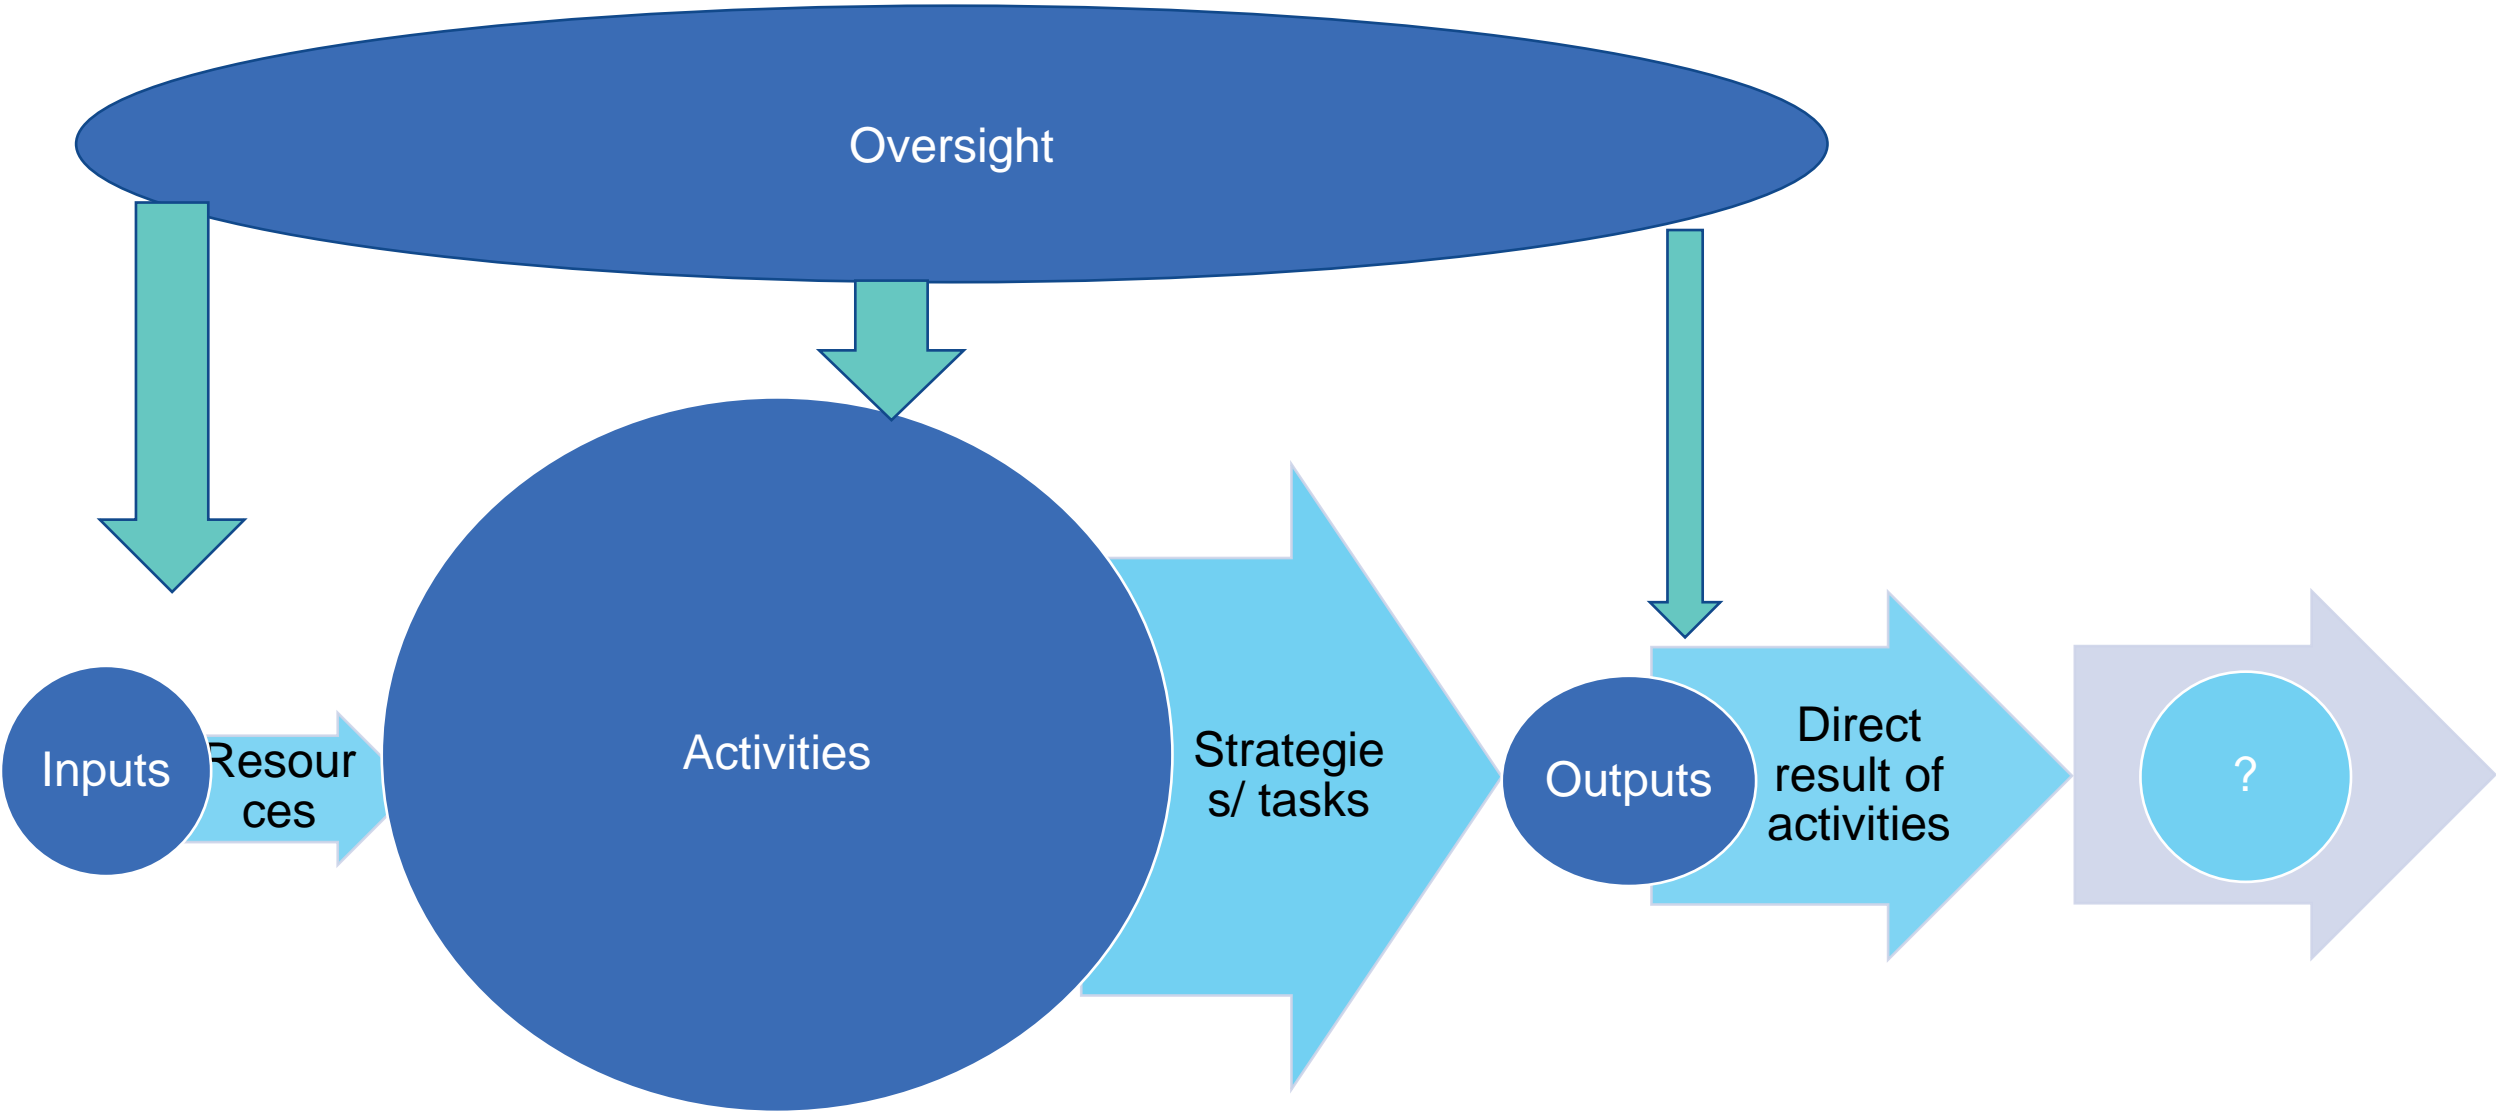 Oversight
Inputs
Resour
ces
Activities
Strategie
s/ tasks
Outputs
Direct
result of
activities
?